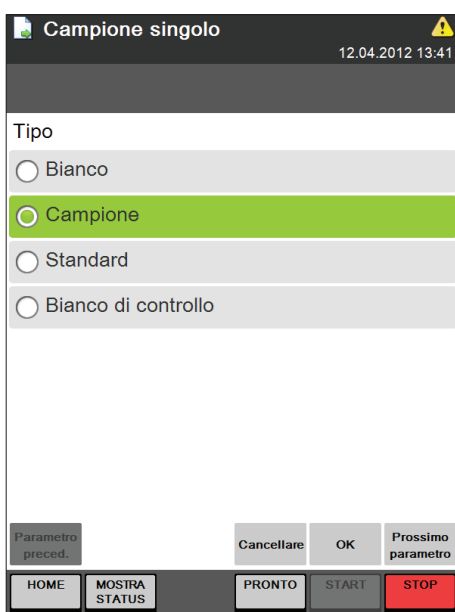 Campione singolo
12.04.2012 13:41
Tipo
Bianco
Campione
Standard
Bianco di controllo
Parametro
preced.
Cancellare
OK
Prossimo
parametro
HOME
MOSTRA
STATUS
PRONTO
START
STOP